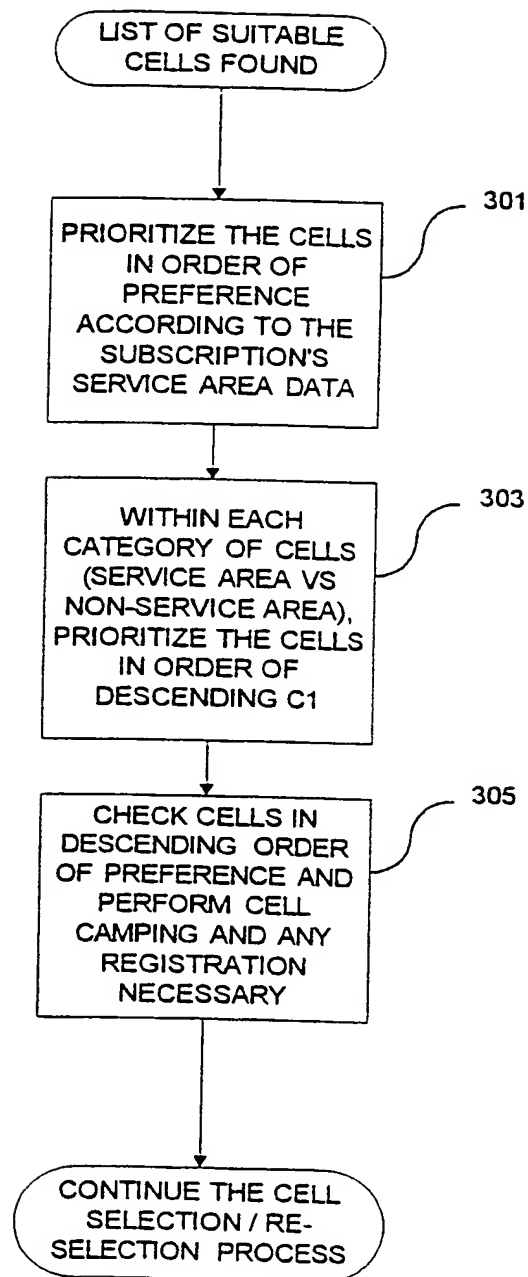 LIST OF SUITABLE
CELLS FOUND
301
PRIORITIZE THE CELLS
IN ORDER OF
PREFERENCE
ACCORDING TO THE
SUBSCRIPTION'S
SERVICE AREA DATA
303
WITHIN EACH
CATEGORY OF CELLS
(SERVICE AREA VS
NON-SERVICE AREA),
PRIORITIZE THE CELLS
IN ORDER OF
DESCENDING C1
305
CHECK CELLS IN
DESCENDING ORDER
OF PREFERENCE AND
PERFORM CELL
CAMPING AND ANY
REGISTRATION
NECESSARY
CONTINUE THE CELL
SELECTION / RE-
SELECTION PROCESS